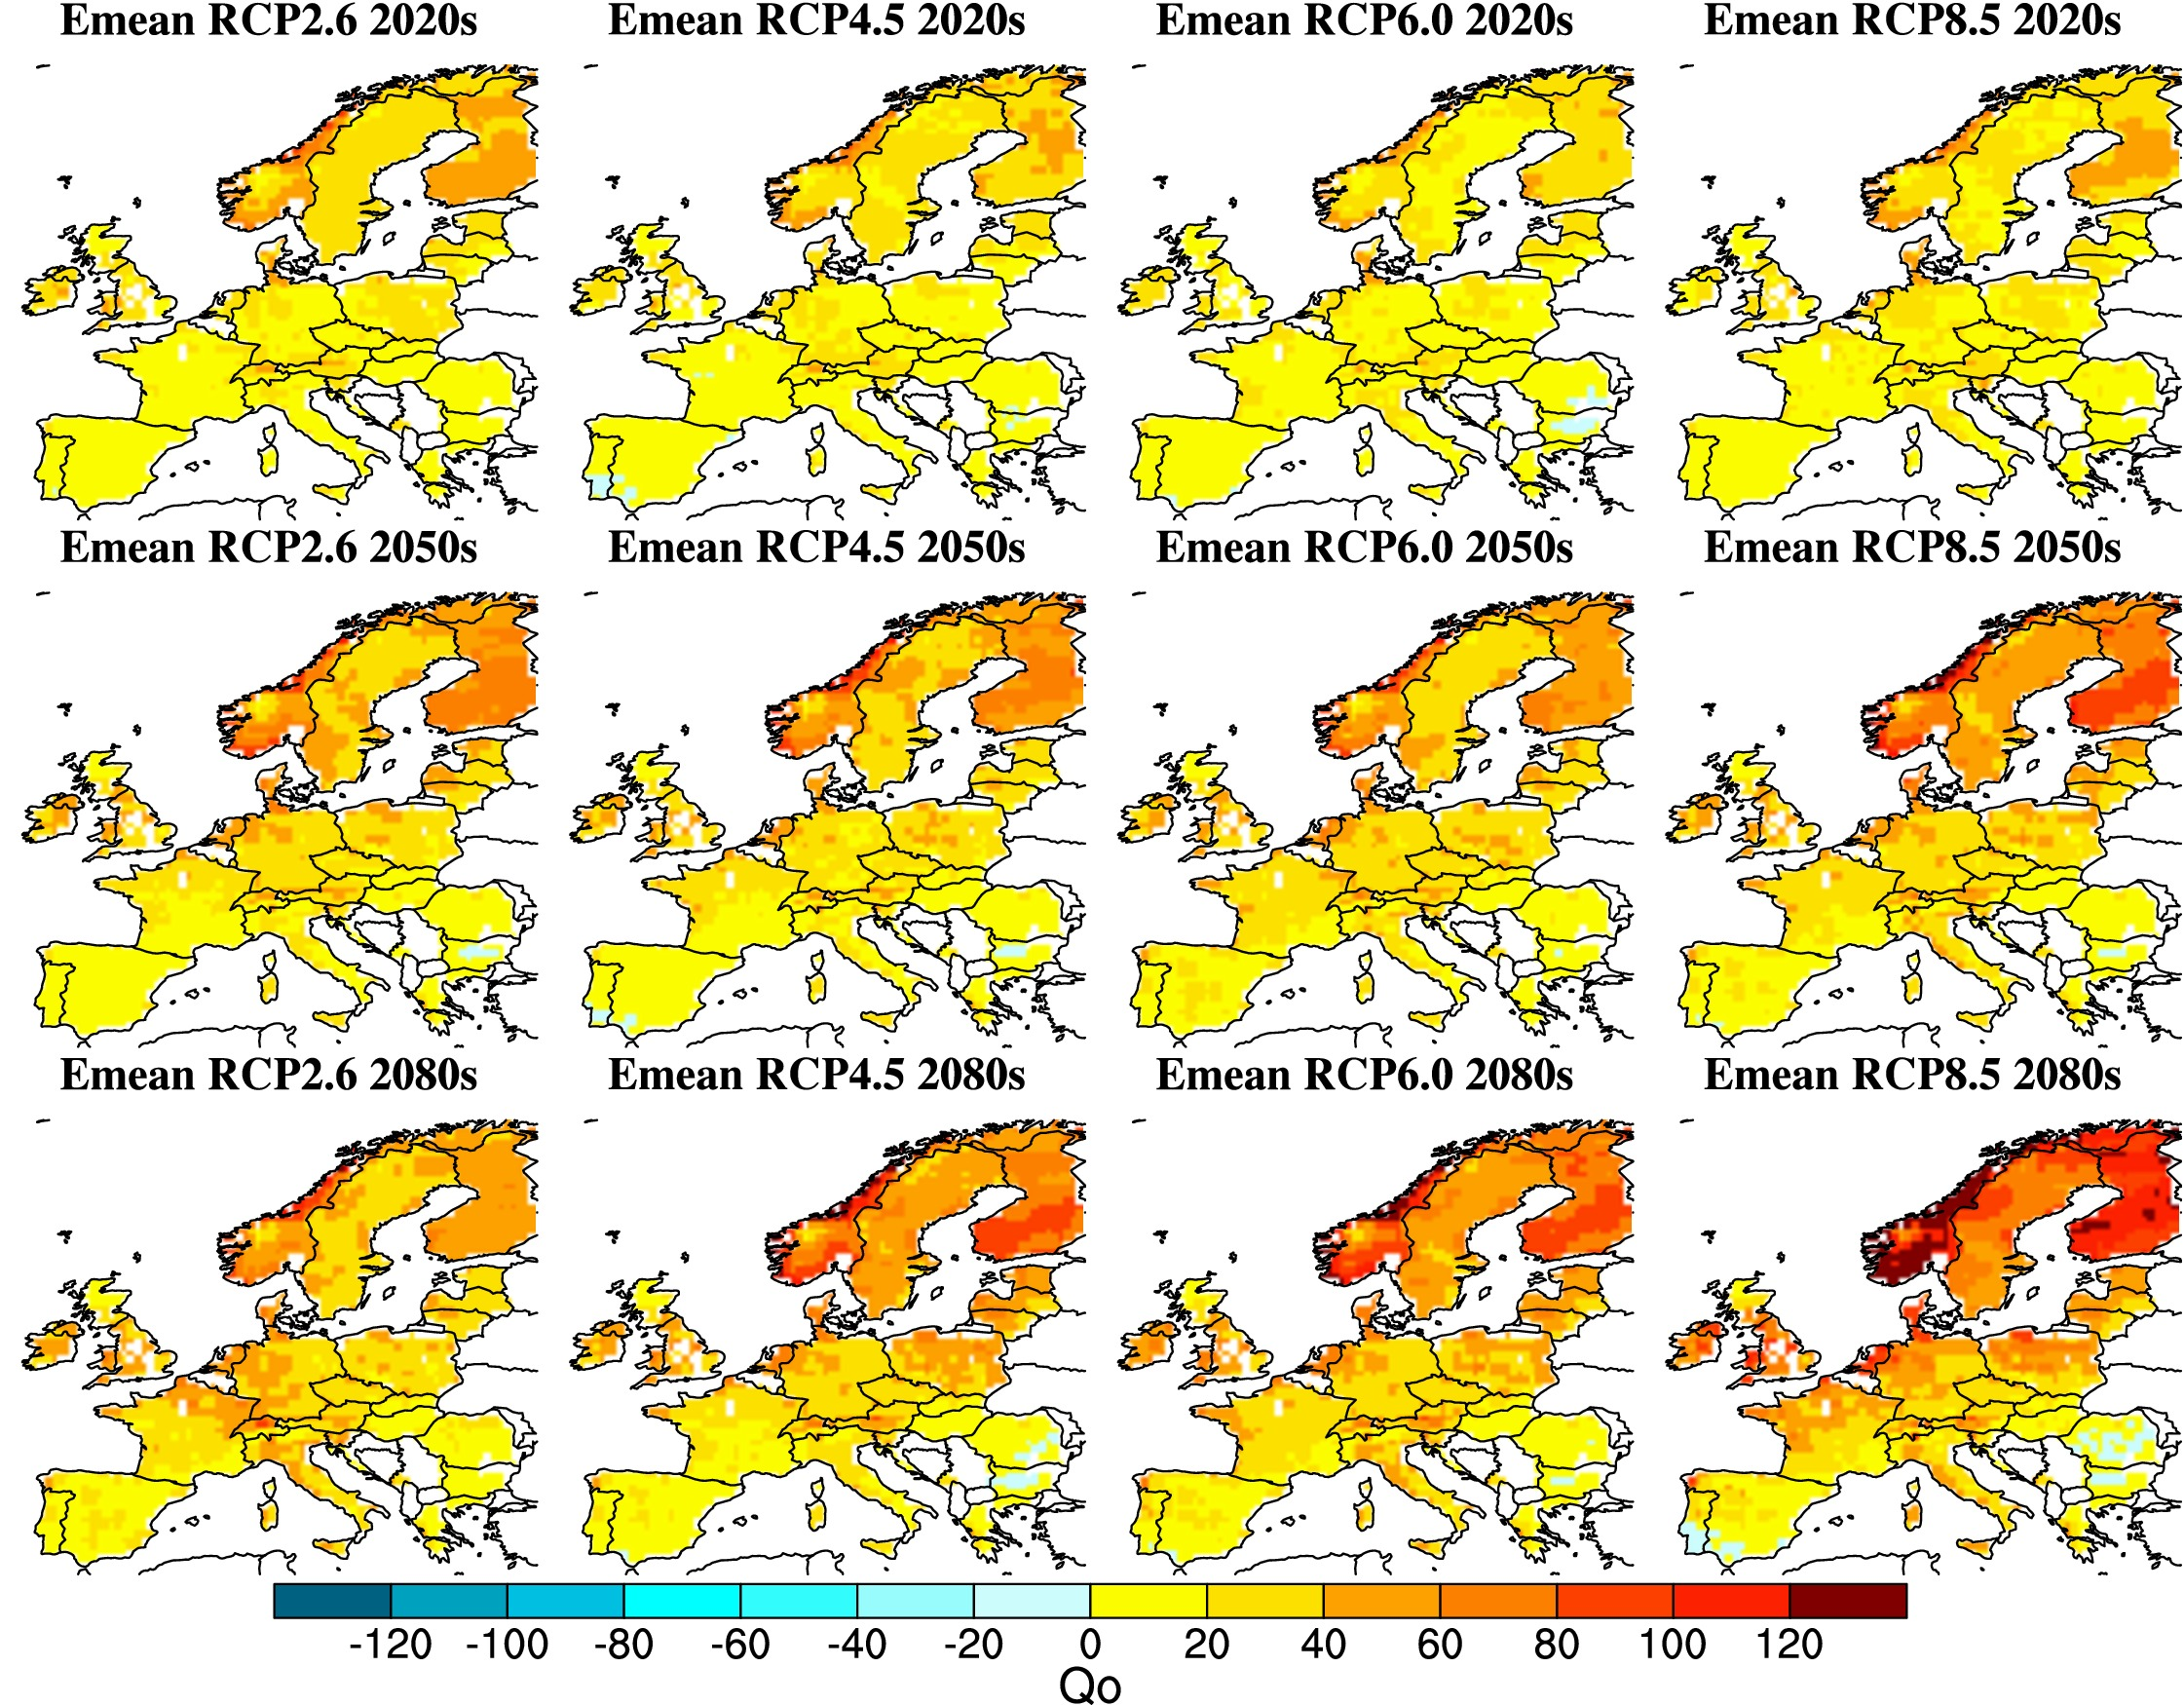 Emean RCP2.6 2020s Emean RCP4.5 2020s Emean RCP6.0 2020s Emean RCP8.5 2020s
Emean RCP2.6 2050s Emean RCP4.5 2050s Emean RCP6.0 2050s Emean RCP8.5 2050s
Emean RCP2.6 2080s Emean RCP4.5 2080s Emean RCP6.0 2080s Emean RCP8.5 2080s
-120 -100 -80 -60 -40 -20 0 20 40 60 80 100 120
Qo